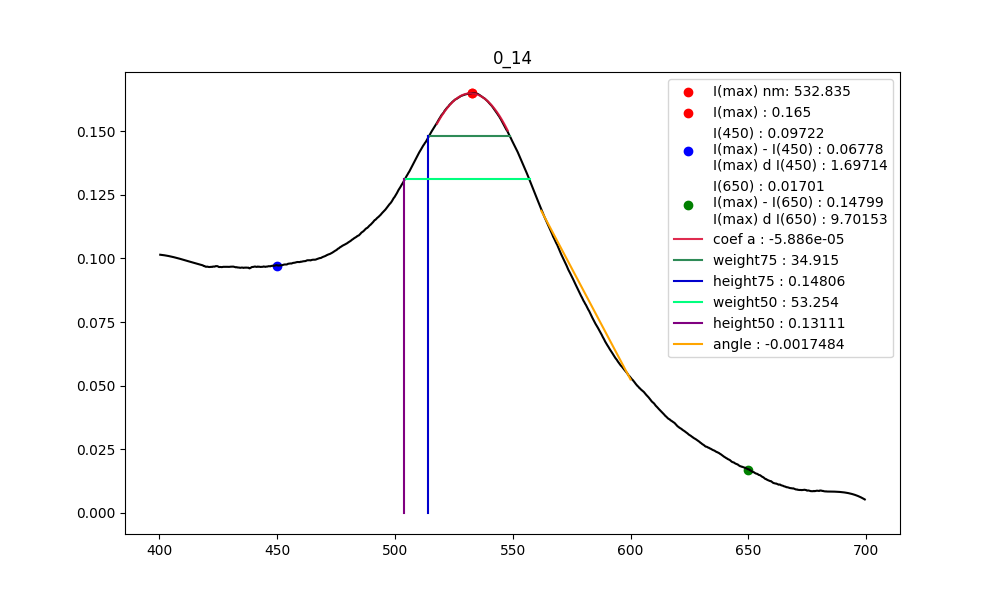 0_14
I(max) nm: 532.835
I(max) : 0.165
I(450) : 0.09722
I(max) - I(450) : 0.06778
I(max) d I(450) : 1.69714
I(650) : 0.01701
I(max) - I(650) : 0.14799
I(max) d I(650) : 9.70153
coef a : -5.886e-05
weight75 : 34.915
height75 : 0.14806
weight50 : 53.254
height50 : 0.13111
angle : -0.0017484
0.150
0.125
0.100
0.075
0.050
0.025
0.000
400 450 500 550 600 650 700